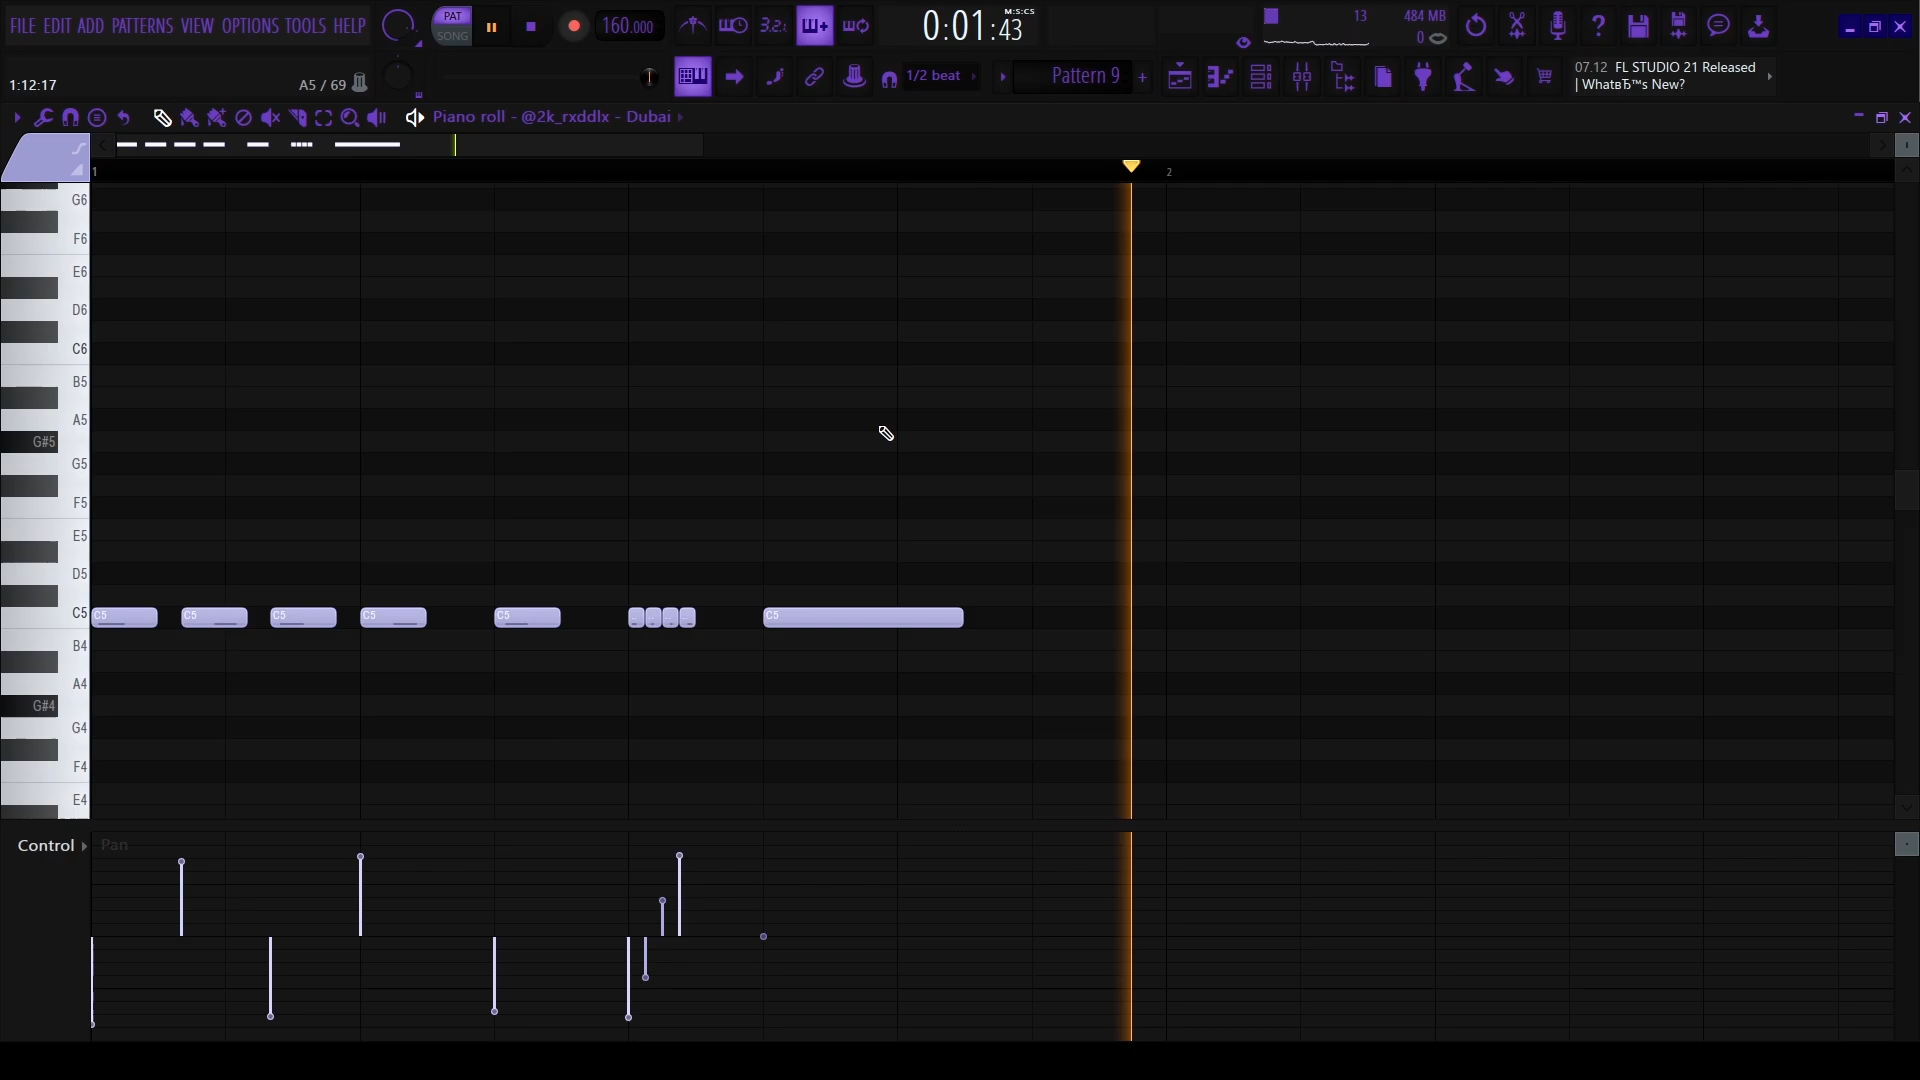 FILE EDIT ADD PATTERNS VIEW OPTIONS TOOLS HELP
PAT
SONG
160.000
3.2:
0:01:43
M:S:CS
13
484 MB
0
1:12:17
A5 / 69
1/2 beat
Pattern 9
+
07.12 FL STUDIO 21 Released
| WhatвЂ™s New?
Piano roll - @2k_rxddlx - Dubai
1
2
G6
F6
E6
D6
C6
B5
A5
G#5
G5
F5
E5
D5
C5
C5
C5
C5
C5
C5
C5
B4
A4
G#4
G4
F4
E4
Control
Pan